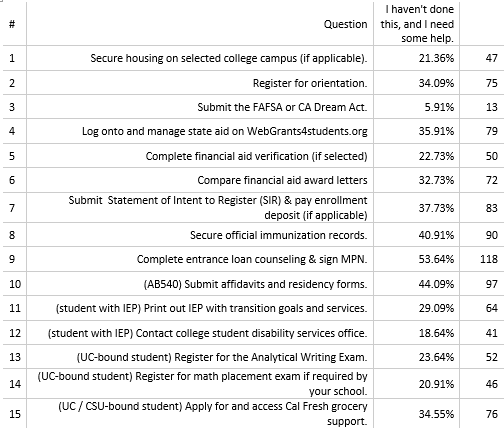 # Question I haven't done this, and I need some help.
1 Secure housing on selected college campus (if applicable). 21.36% 47
2 Register for orientation. 34.09% 75
3 Submit the FAFSA or CA Dream Act. 5.91% 13
4 Log onto and manage state aid on WebGrants4students.org 35.91% 79
5 Complete financial aid verification (if selected) 22.73% 50
6 Compare financial aid award letters 32.73% 72
7 Submit Statement of Intent to Register (SIR) & pay enrollment deposit (if applicable) 37.73% 83
8 Secure official immunization records. 40.91% 90
9 Complete entrance loan counseling & sign MPN. 53.64% 118
10 (AB540) Submit affidavits and residency forms. 44.09% 97
11 (student with IEP) Print out IEP with transition goals and services. 29.09% 64
12 (student with IEP) Contact college student disability services office. 18.64% 41
13 (UC-bound student) Register for the Analytical Writing Exam. 23.64% 52
14 (UC-bound student) Register for math placement exam if required by your school. 20.91% 46
15 (UC / CSU-bound student) Apply for and access Cal Fresh grocery support. 34.55% 76